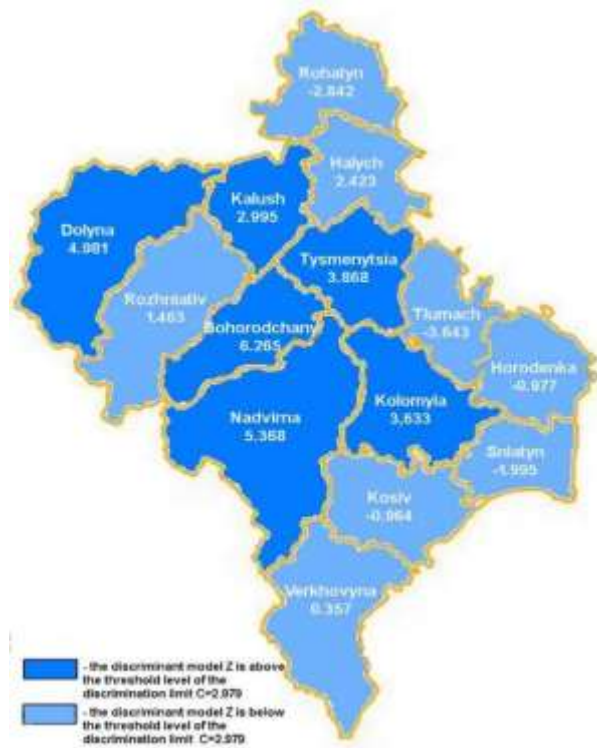 Rohatyn
-2.842
Halych
2.423
Kalush
2.995
Dolyna
4.981
Tysmenytsia
3.868
Rozhniativ
1.463
Tlumach
-3.643
Bohorodchany
6.265
Horodenka
-0.977
Nadvirna
5.368
Kolomyia
3.633
Sniatyn
-1.995
Kosiv
-0.964
Verkhovyna
0.357
- the discriminant model Z is above
the threshold level of the
discrimination limit C=2.979
- the discriminant model Z is below
the threshold level of the
discrimination limit C=2.979